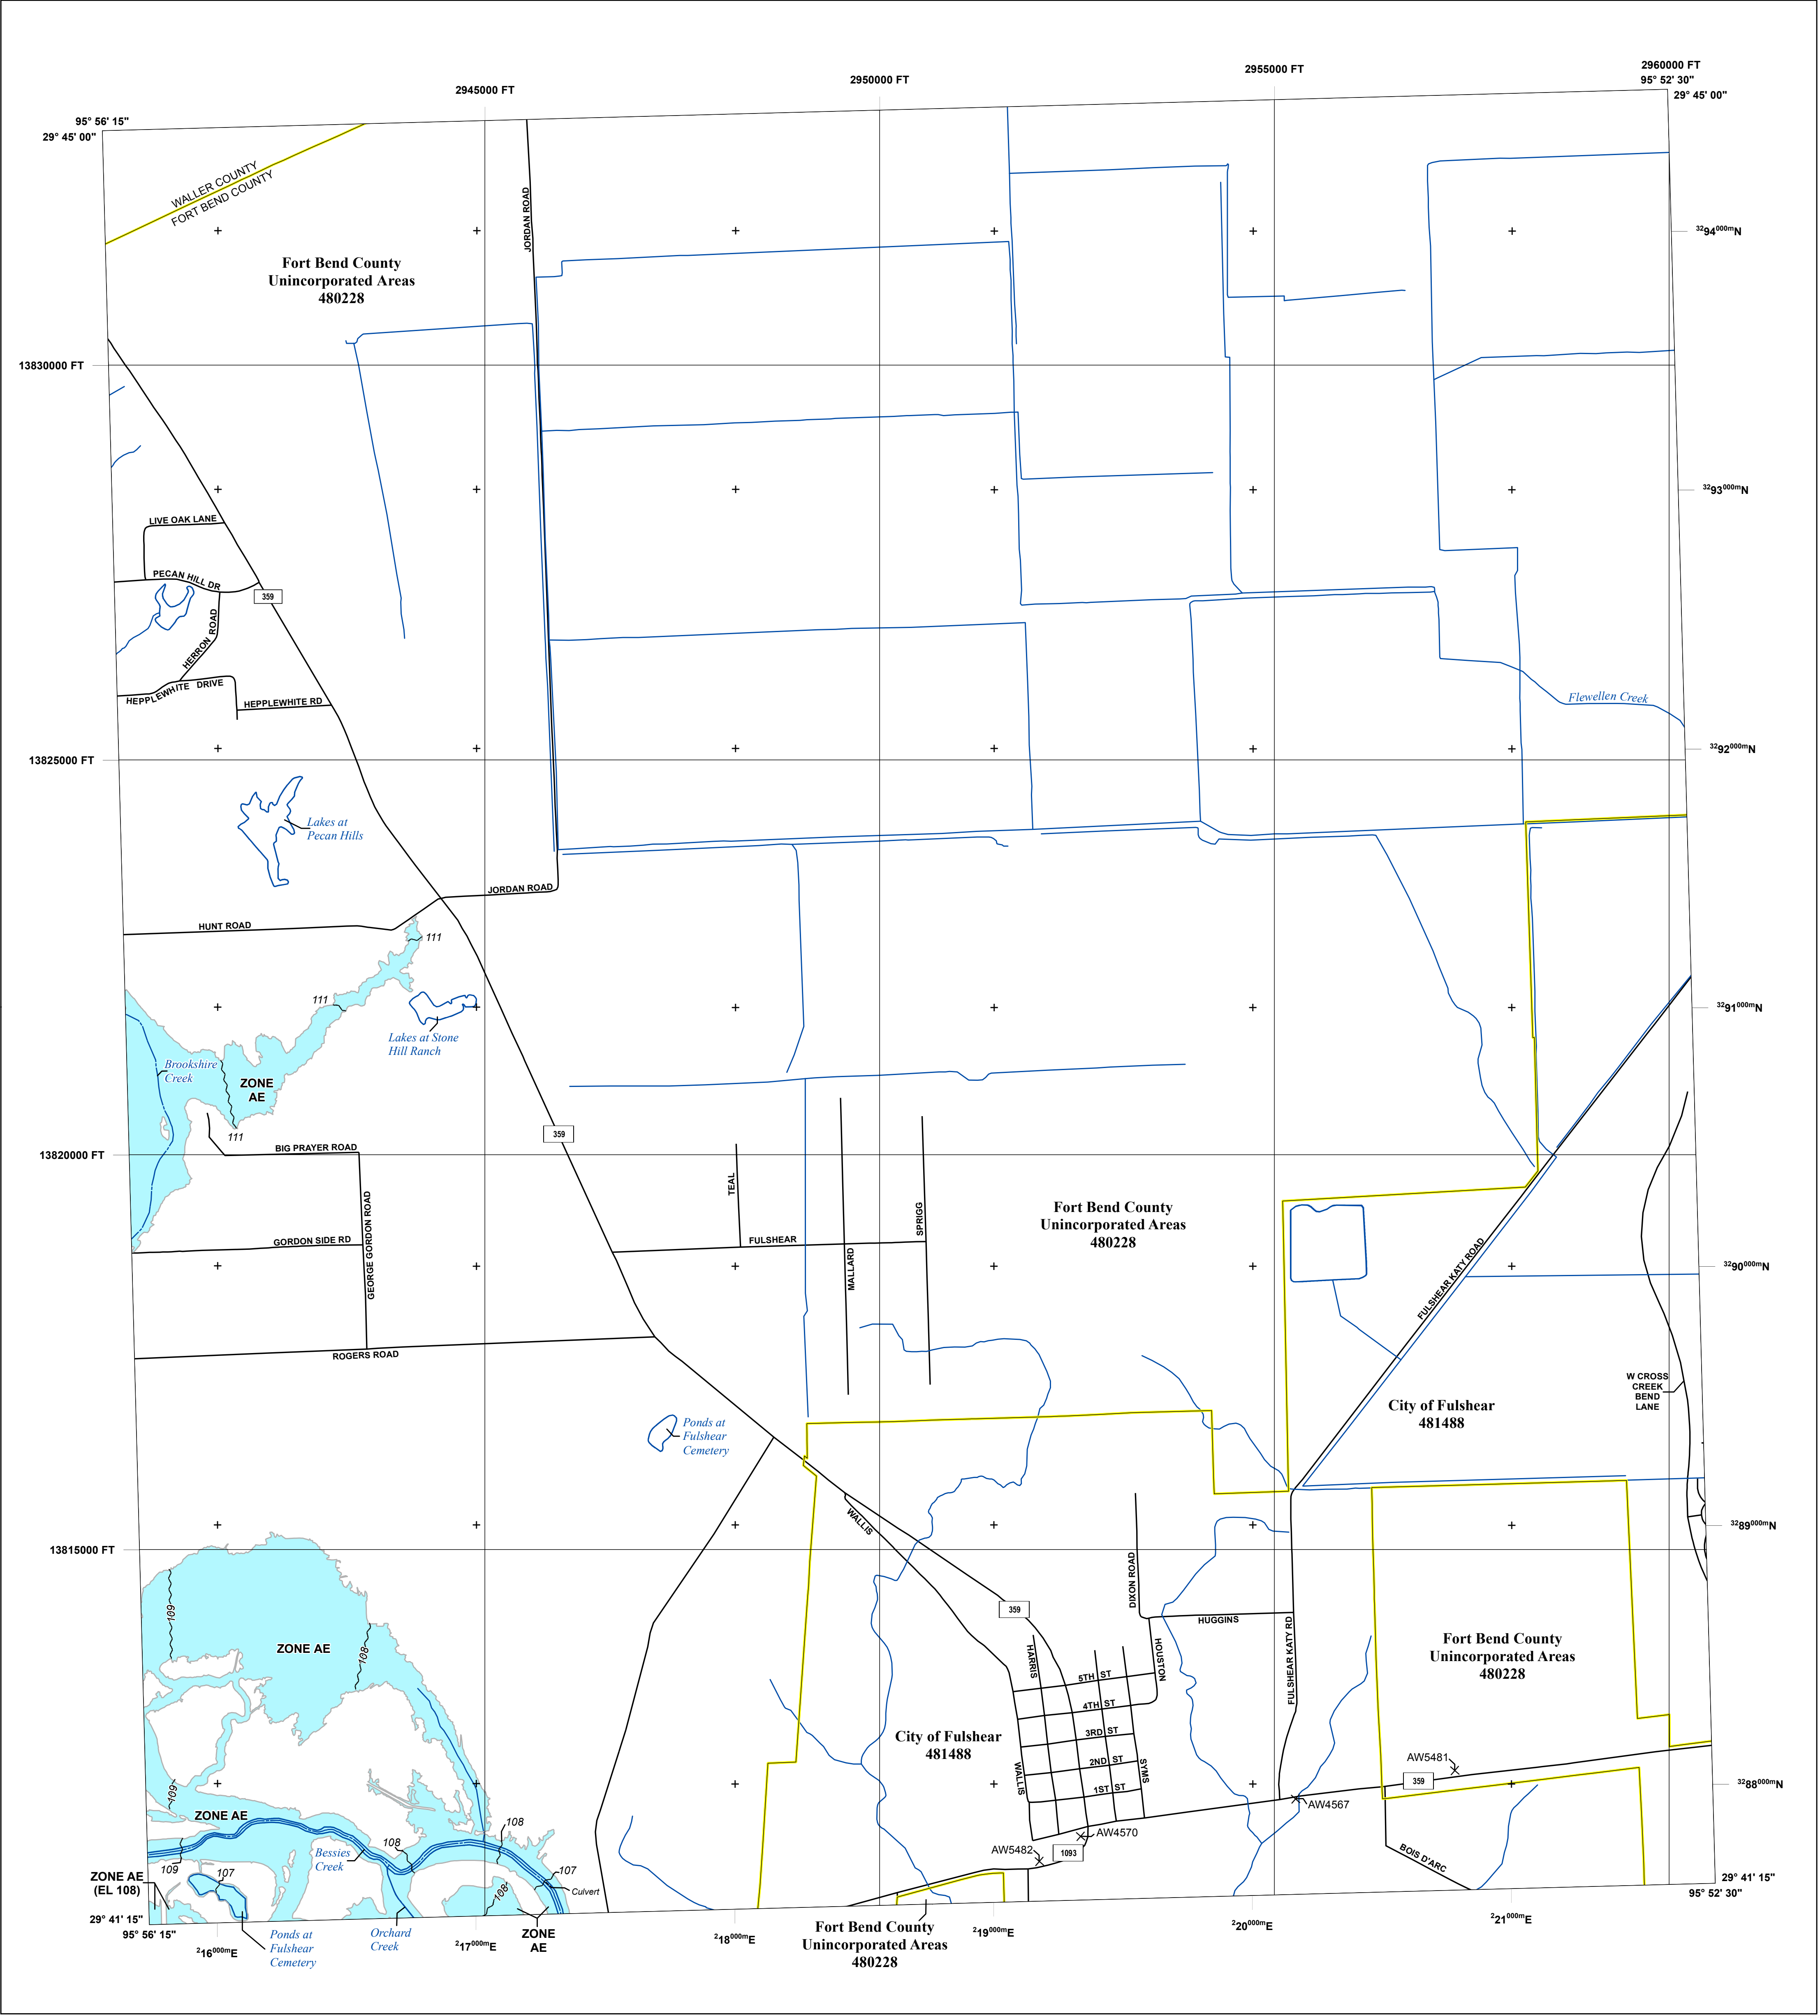 2960000 FT
2955000 FT
95° 52' 30"
2950000 FT
2945000 FT
29° 45' 00"
95° 56' 15"
29° 45' 00"
WALLER COUNTY
FORT BEND COUNTY
JORDAN ROAD
3294000mN
Fort Bend County
Unincorporated Areas
480228
13830000 FT
3293000mN
LIVE OAK LANE
PECAN HILL DR
359
HERRON ROAD
HEPPLEWHITE DRIVE
HEPPLEWHITE RD
Flewellen Creek
3292000mN
13825000 FT
Lakes at
Pecan Hills
JORDAN ROAD
HUNT ROAD
111
111
3291000mN
Lakes at Stone
Hill Ranch
Brookshire
Creek
ZONE
AE
111
359
BIG PRAYER ROAD
13820000 FT
TEAL
GEORGE GORDON ROAD
SPRIGG
Fort Bend County
Unincorporated Areas
480228
GORDON SIDE RD
FULSHEAR
MALLARD
FULSHEAR KATY ROAD
3290000mN
ROGERS ROAD
W CROSS
CREEK
BEND
LANE
City of Fulshear
481488
Ponds at
Fulshear
Cemetery
WALLIS
3289000mN
13815000 FT
DIXON ROAD
109
359
HUGGINS
ZONE AE
108
HARRIS
HOUSTON
FULSHEAR KATY RD
Fort Bend County
Unincorporated Areas
480228
5TH ST
4TH ST
3RD ST
City of Fulshear
481488
2ND ST
AW5481
WALLIS
SYMS
1ST ST
359
3288000mN
109
ZONE AE
AW4567
108
AW4570
108
AW5482
1093
Bessies
Creek
BOIS D'ARC
109
107
107
ZONE AE
(EL 108)
108
Culvert
29° 41' 15"
95° 52' 30"
29° 41' 15"
95° 56' 15"
216000mE
Ponds at
Fulshear
Cemetery
Orchard
Creek
217000mE
ZONE
AE
218000mE
Fort Bend County
Unincorporated Areas
480228
219000mE
220000mE
221000mE